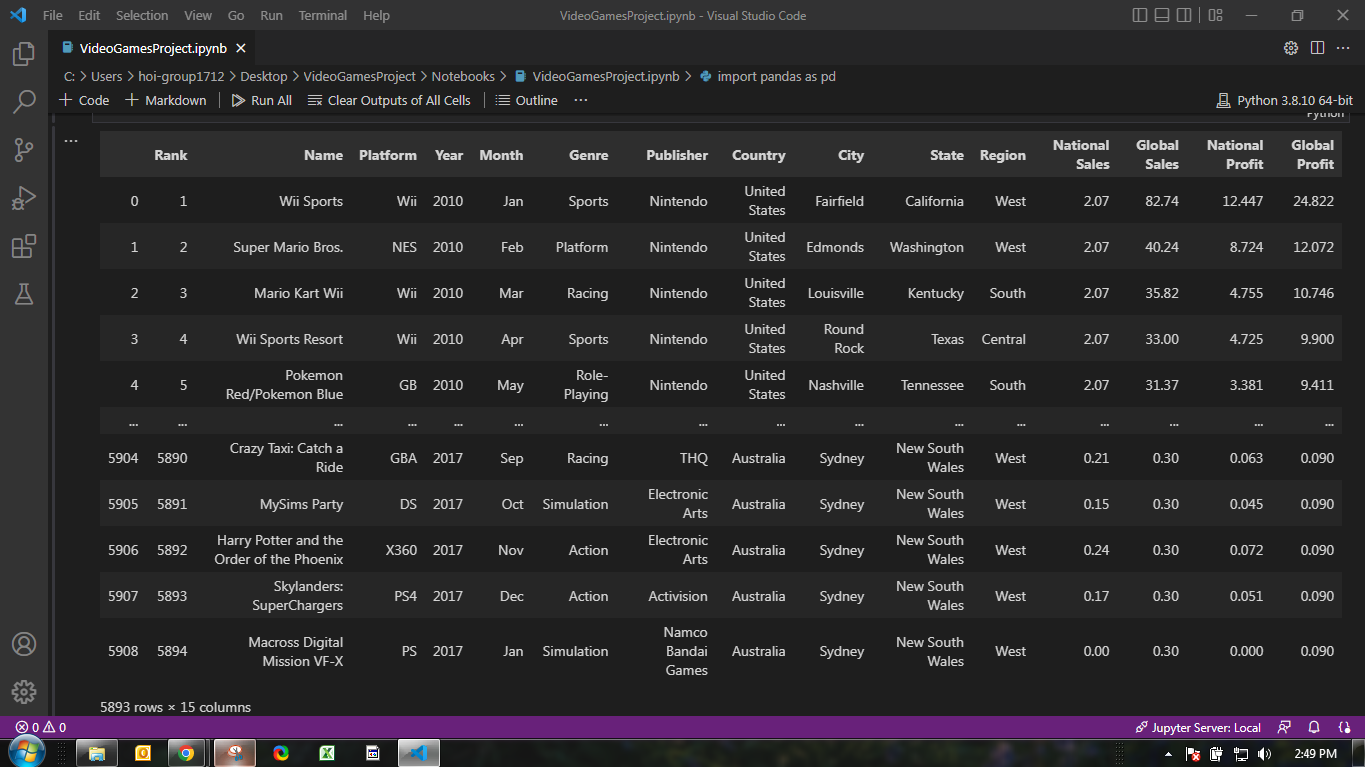 File Edit Selection View Go Run Terminal Help VideoGamesProject.ipynb - Visual Studio Code
VideoGamesProject.ipynb
C: > Users > hoi-group1712 > Desktop > VideoGamesProject > Notebooks > VideoGamesProject.ipynb > import pandas as pd
+ Code + Markdown Run All Clear Outputs of All Cells Outline ... Python 3.8.10 64-bit
Python
...
Rank Name Platform Year Month Genre Publisher Country City State Region National Sales Global Sales National Profit Global Profit
0 1 Wii Sports Wii 2010 Jan Sports Nintendo United States Fairfield California West 2.07 82.74 12.447 24.822
1 2 Super Mario Bros. NES 2010 Feb Platform Nintendo United States Edmonds Washington West 2.07 40.24 8.724 12.072
2 3 Mario Kart Wii Wii 2010 Mar Racing Nintendo United States Louisville Kentucky South 2.07 35.82 4.755 10.746
3 4 Wii Sports Resort Wii 2010 Apr Sports Nintendo United States Round Rock Texas Central 2.07 33.00 4.725 9.900
4 5 Pokemon Red/Pokemon Blue GB 2010 May Role-Playing Nintendo United States Nashville Tennessee South 2.07 31.37 3.381 9.411
... ... ... ... ... ... ... ... ... ... ... ... ... ... ... ...
5904 5890 Crazy Taxi: Catch a Ride GBA 2017 Sep Racing THQ Australia Sydney New South Wales West 0.21 0.30 0.063 0.090
5905 5891 MySims Party DS 2017 Oct Simulation Electronic Arts Australia Sydney New South Wales West 0.15 0.30 0.045 0.090
5906 5892 Harry Potter and the Order of the Phoenix X360 2017 Nov Action Electronic Arts Australia Sydney New South Wales West 0.24 0.30 0.072 0.090
5907 5893 Skylanders: SuperChargers PS4 2017 Dec Action Activision Australia Sydney New South Wales West 0.17 0.30 0.051 0.090
5908 5894 Macross Digital Mission VF-X PS 2017 Jan Simulation Namco Bandai Games Australia Sydney New South Wales West 0.00 0.30 0.000 0.090
5893 rows × 15 columns
0 0 Jupyter Server: Local
2:49 PM